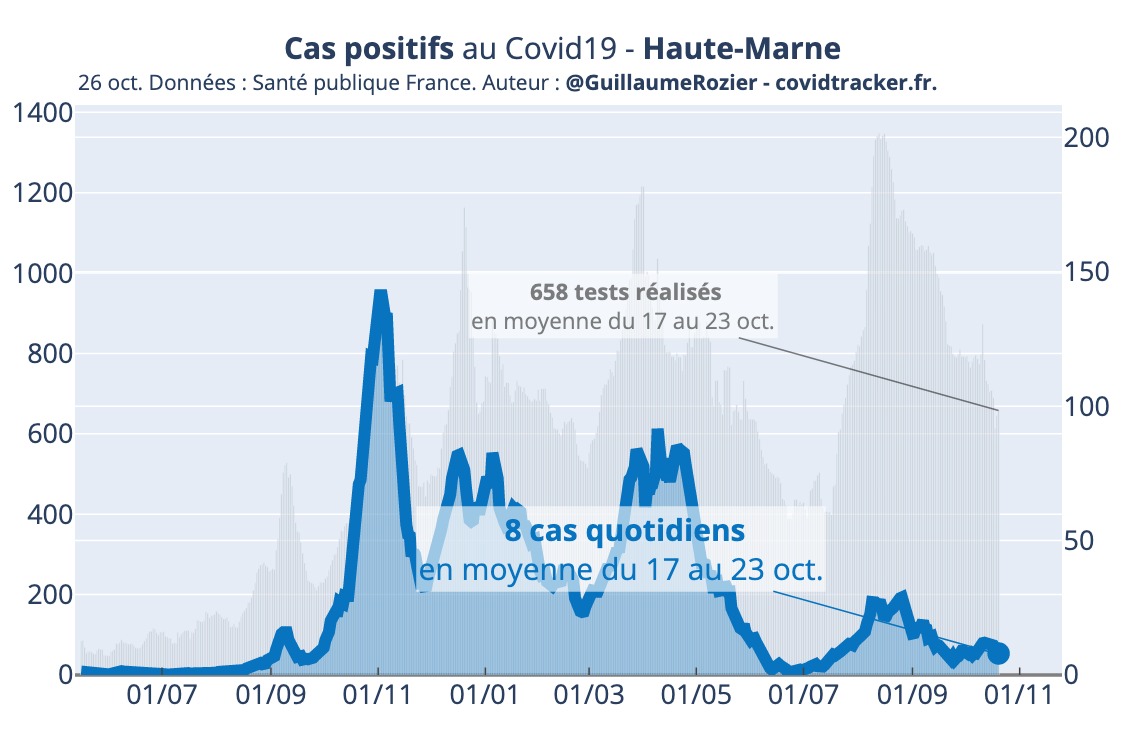 Cas positifs au Covid19 - Haute-Marne
26 oct. Données : Santé publique France. Auteur : @GuillaumeRozier - covidtracker.fr.
1400
200
1200
1000
150
658 tests réalisés
en moyenne du 17 au 23 oct.
800
100
600
400
8 cas quotidiens
50
en moyenne du 17 au 23 oct.
200
0
0
01/07 01/09 01/11 01/01 01/03 01/05 01/07 01/09 01/11